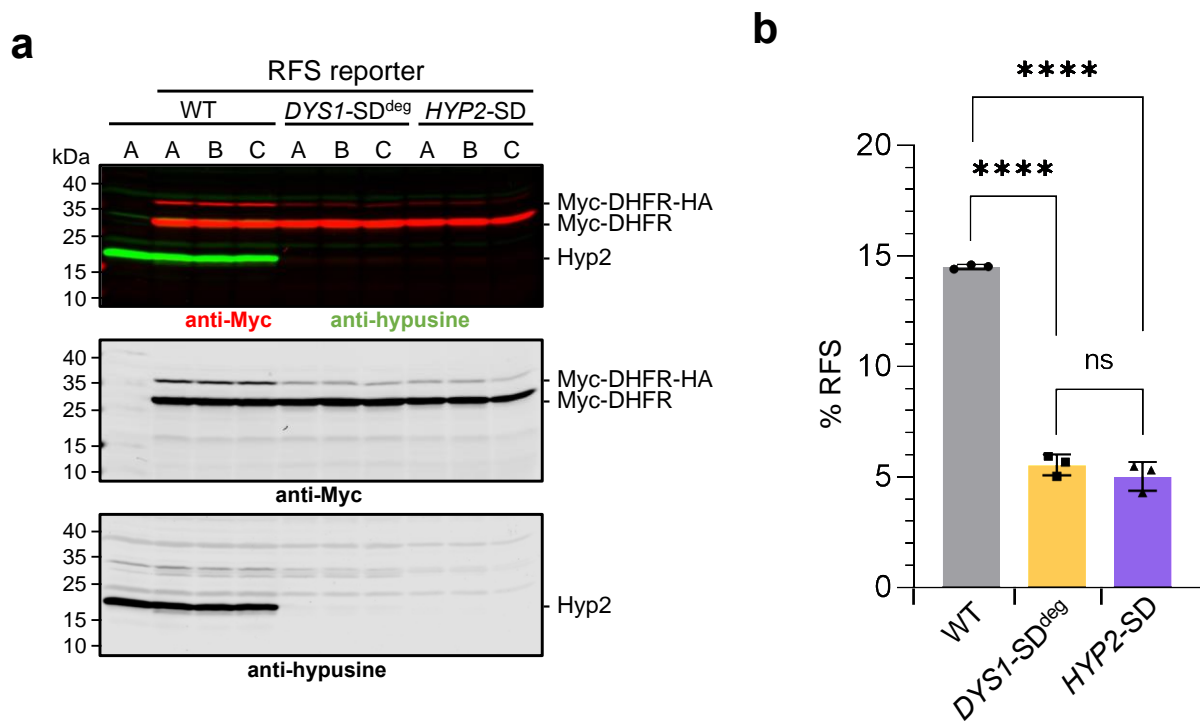 a
RFS reporter
WT DYS1-SDdeg HYP2-SD
kDa A A B C A B C A B C
40
35
25
15
10
Myc-DHFR-HA
Myc-DHFR
Hyp2
anti-Myc anti-hypusine
40
35
25
15
10
Myc-DHFR-HA
Myc-DHFR
anti-Myc
40
35
25
15
10
Hyp2
anti-hypusine
b
****
****
ns
% RFS
20
15
10
5
0
WT
DYS1-SDdeg
HYP2-SD